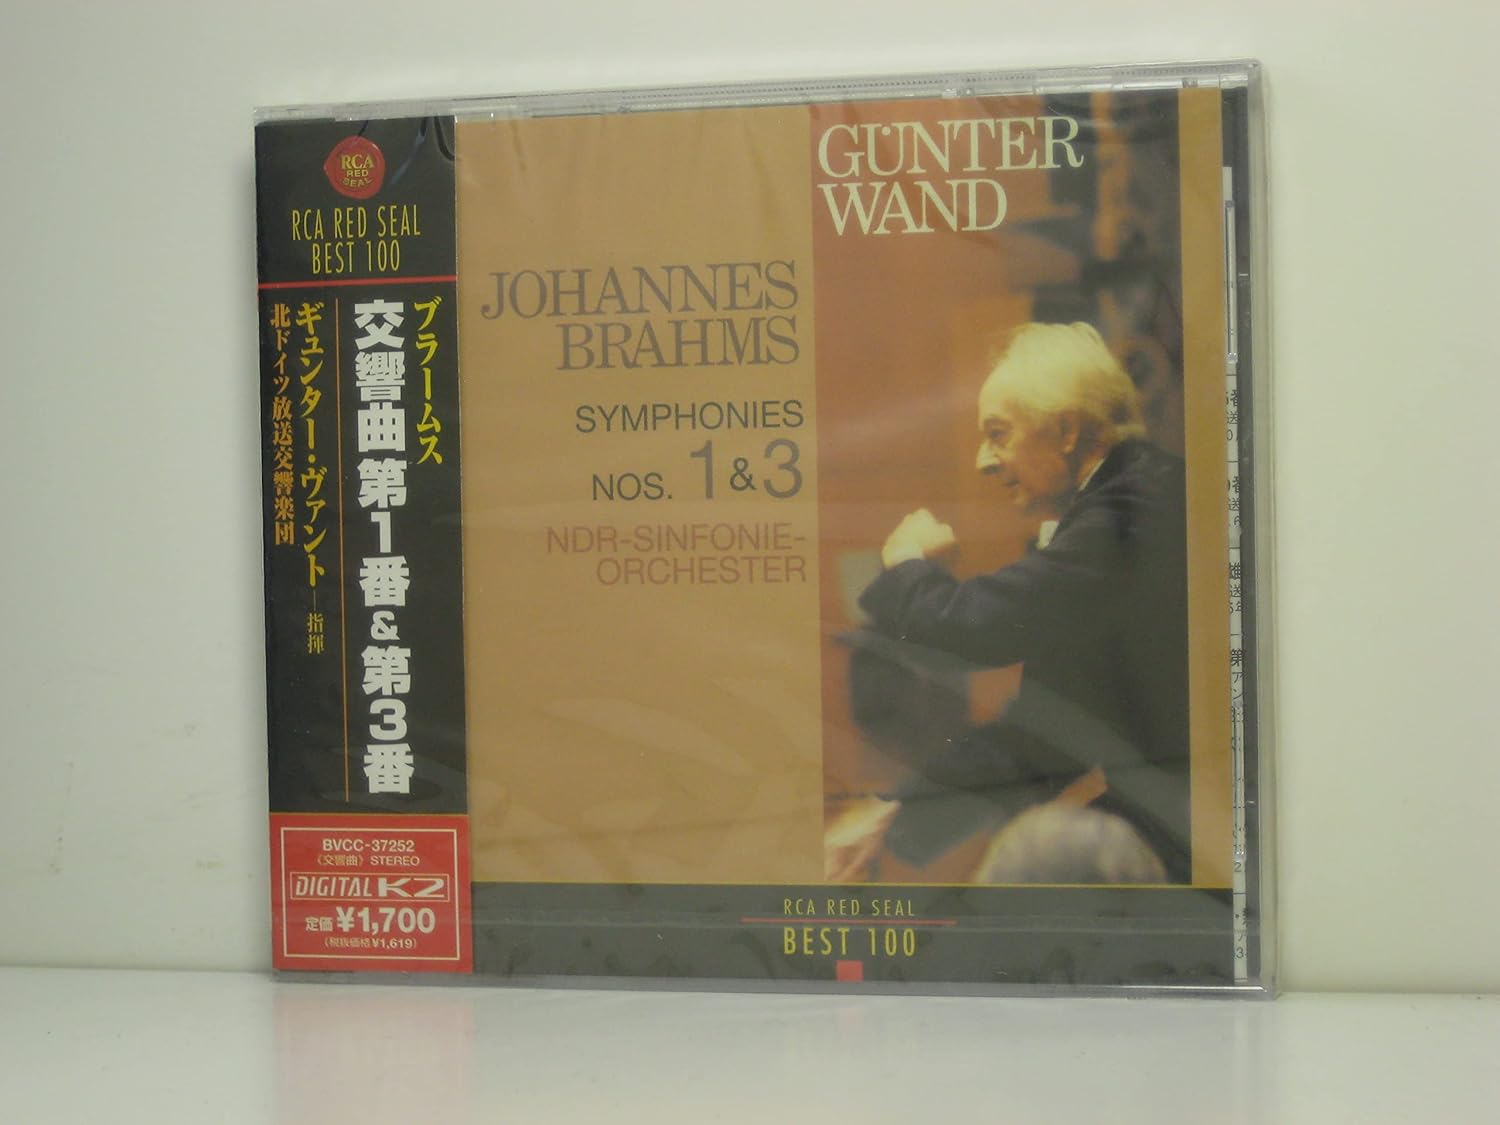 RCA
RED
SEAL
RCA RED SEAL
BEST 100
ブラームス
交響曲第1番&第3番
ギュンター・ヴァント―指揮
北ドイツ放送交響楽団
BVCC-37252
《交響曲》 STEREO
DIGITAL K2
定価¥1,700
(税抜価格¥1,619)
GÜNTER
WAND
JOHANNES
BRAHMS
SYMPHONIES
NOS. 1 & 3
NDR-SINFONIE-
ORCHESTER
RCA RED SEAL
BEST 100